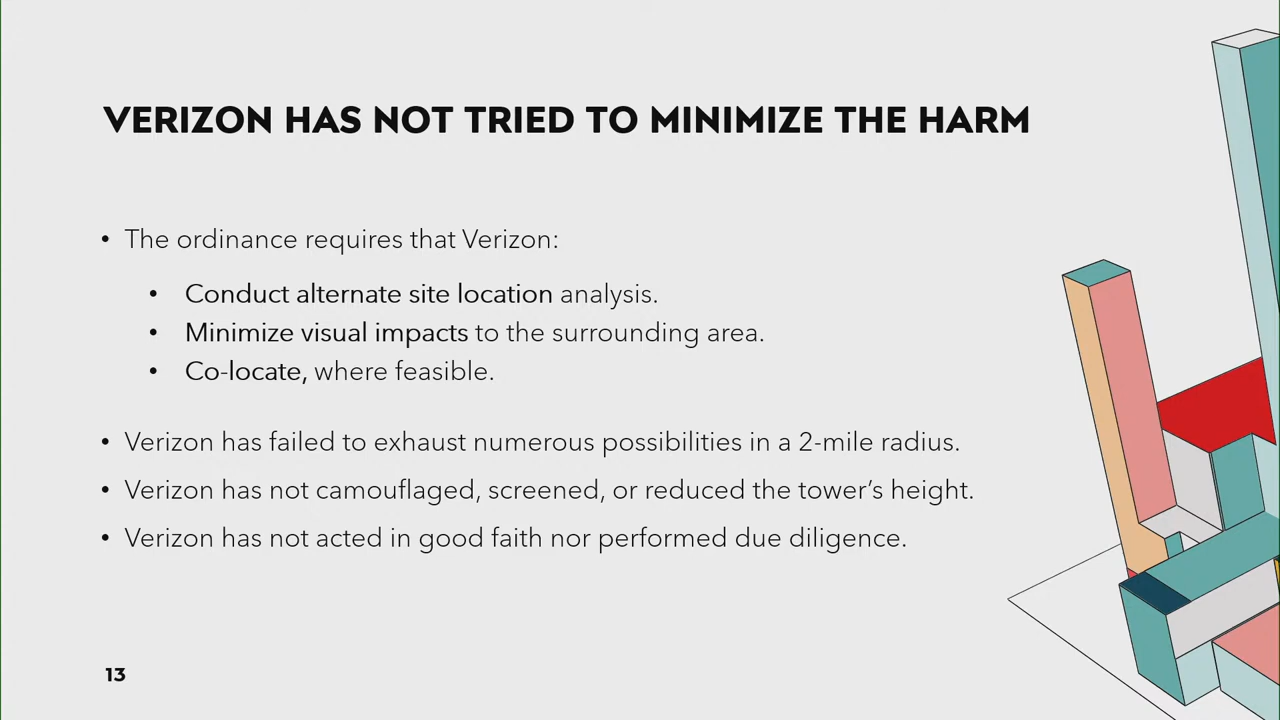 VERIZON HAS NOT TRIED TO MINIMIZE THE HARM
• The ordinance requires that Verizon:
• Conduct alternate site location analysis.
• Minimize visual impacts to the surrounding area.
• Co-locate, where feasible.
• Verizon has failed to exhaust numerous possibilities in a 2-mile radius.
• Verizon has not camouflaged, screened, or reduced the tower’s height.
• Verizon has not acted in good faith nor performed due diligence.
13